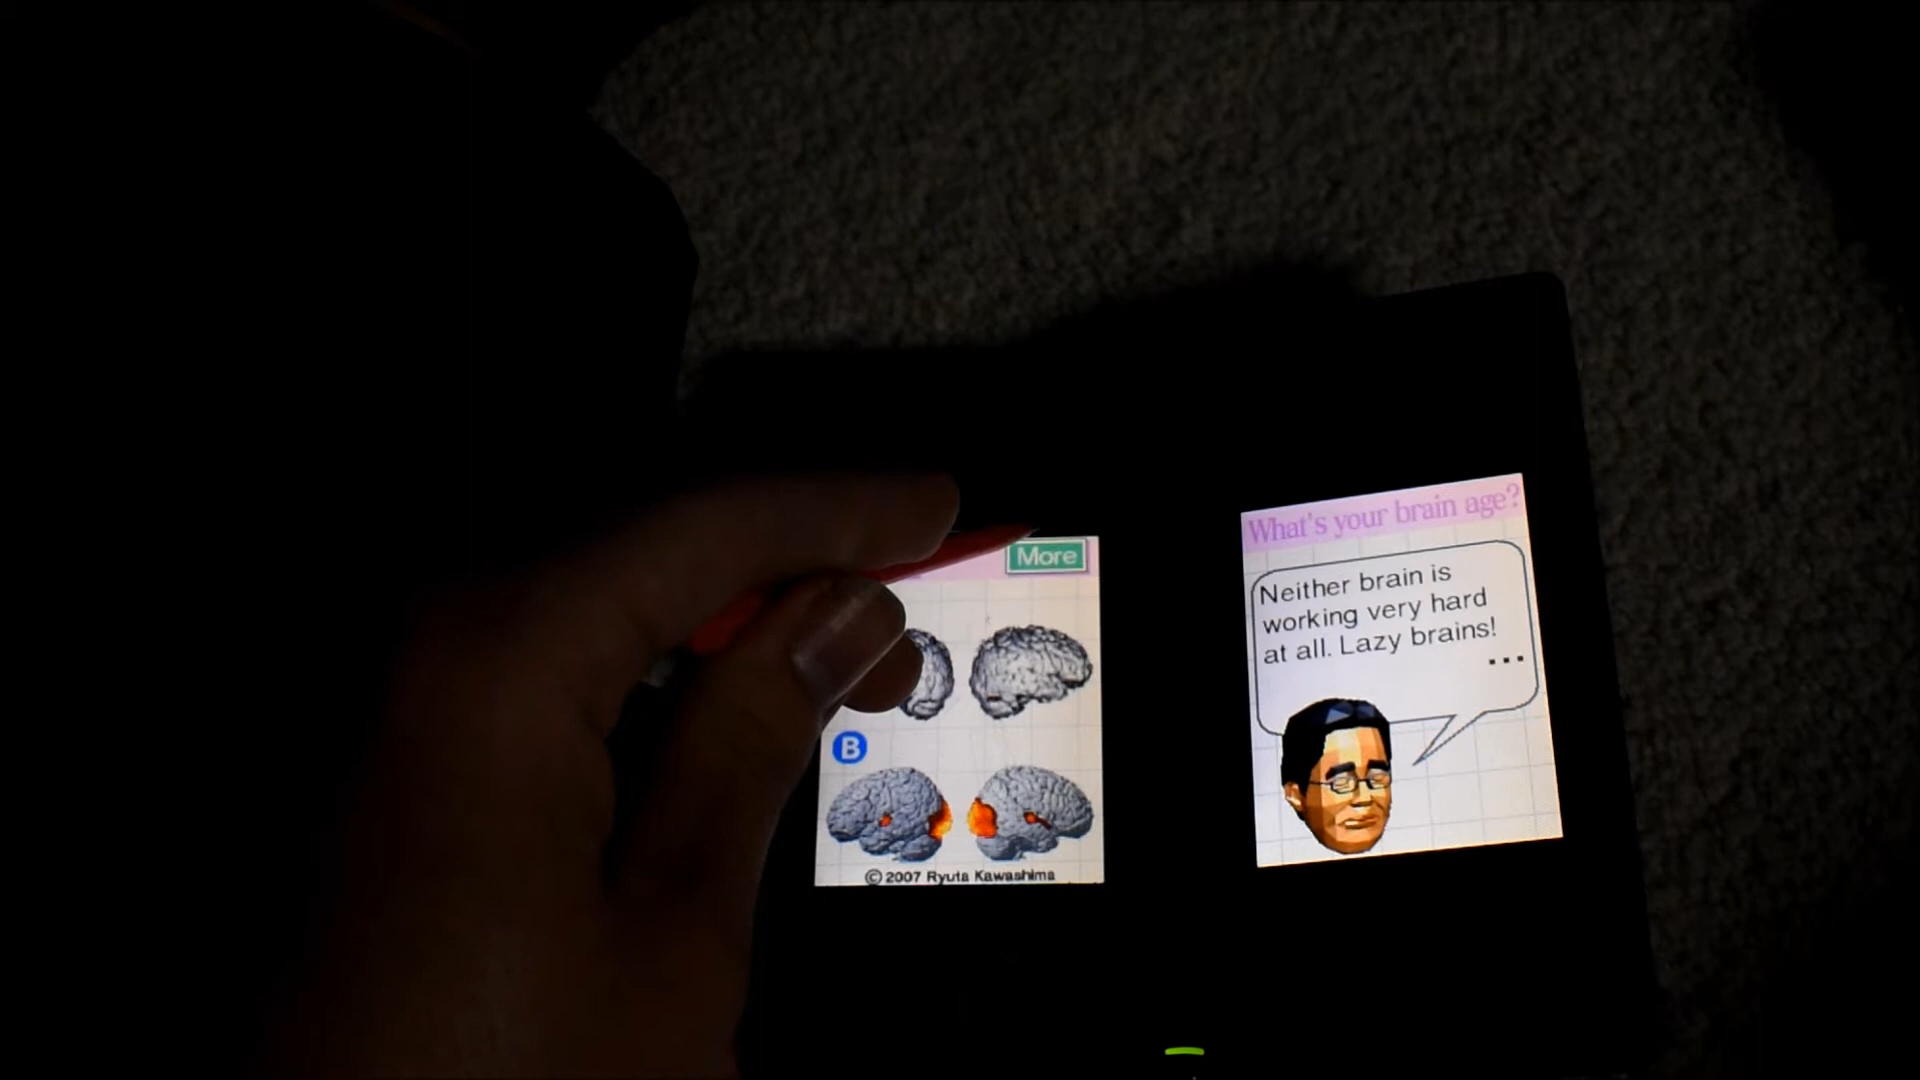 More
B
© 2007 Ryuta Kawashima
What's your brain age?
Neither brain is
working very hard
at all. Lazy brains!
...